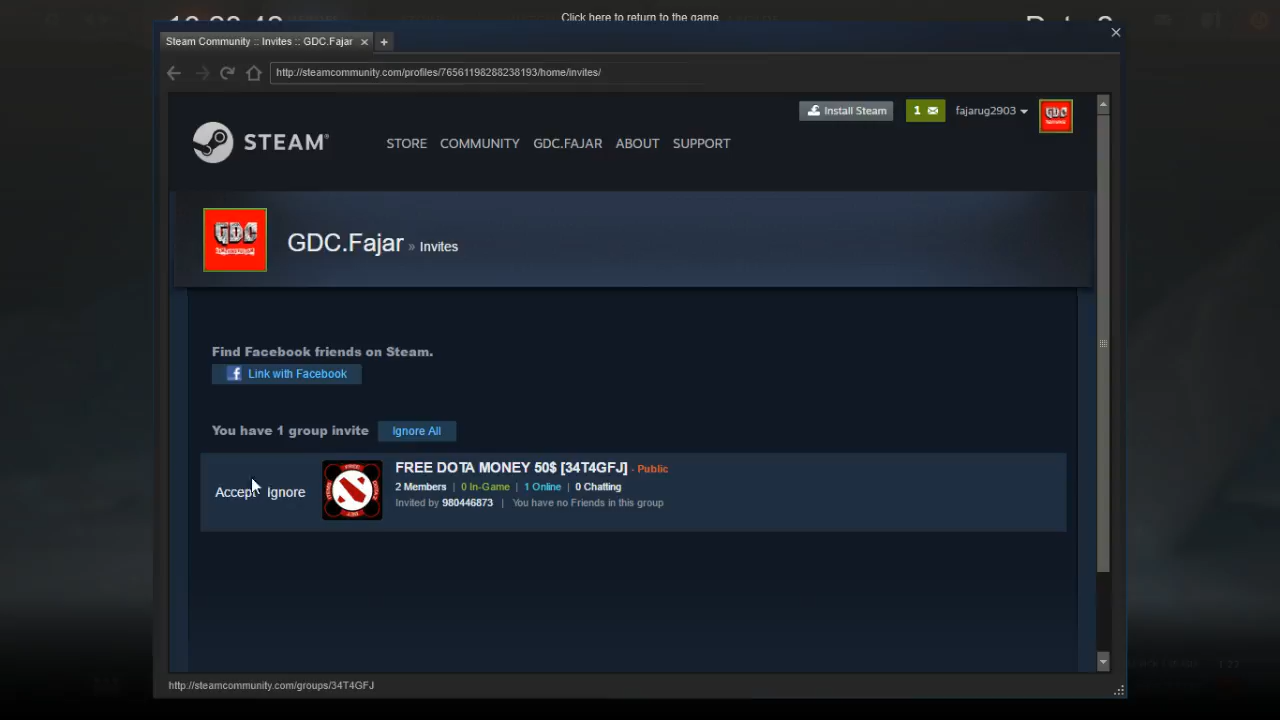 Click here to return to the game
Steam Community :: Invites :: GDC.Fajar
http://steamcommunity.com/profiles/76561198288238193/home/invites/
Install Steam
1
fajarug2903
GDC
STEAM®
STORE COMMUNITY GDC.FAJAR ABOUT SUPPORT
GDC
GDC.Fajar » Invites
Find Facebook friends on Steam.
f Link with Facebook
You have 1 group invite Ignore All
FREE DOTA MONEY 50$ [34T4GFJ] - Public
Accept Ignore
2 Members | 0 In-Game | 1 Online | 0 Chatting
Invited by 980446873 | You have no Friends in this group
http://steamcommunity.com/groups/34T4GFJ